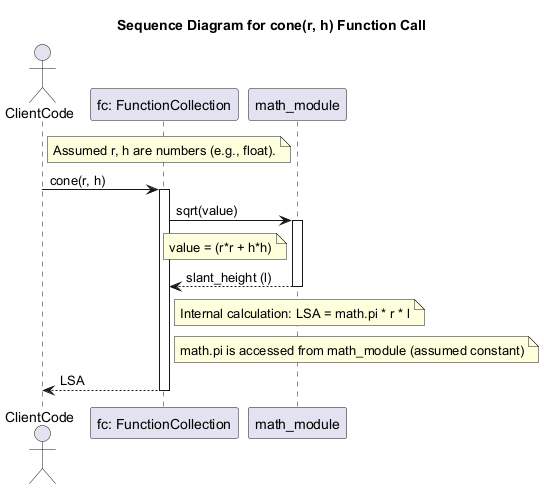 Sequence Diagram for cone(r, h) Function Call
ClientCode
fc: FunctionCollection
math_module
Assumed r, h are numbers (e.g., float).
cone(r, h)
sqrt(value)
value = (r*r + h*h)
slant_height (l)
Internal calculation: LSA = math.pi * r * l
math.pi is accessed from math_module (assumed constant)
LSA
ClientCode
fc: FunctionCollection
math_module